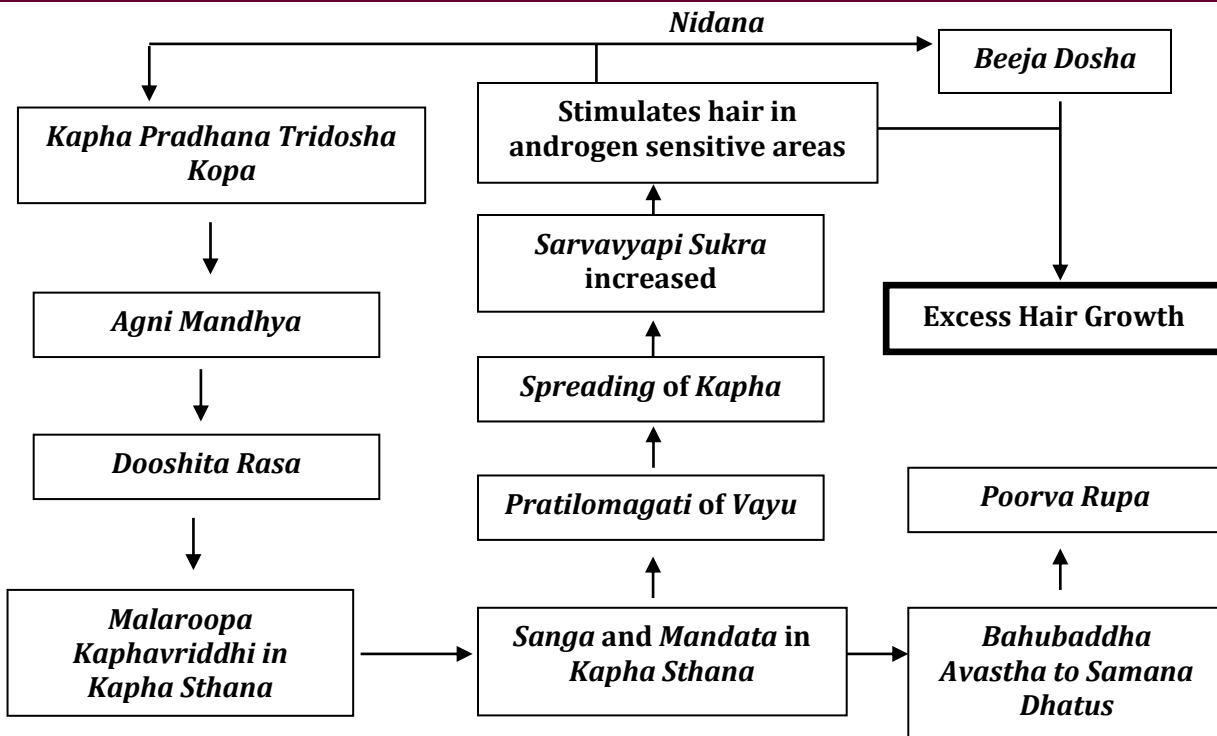 Nidana
Beeja Dosha
Kapha Pradhana Tridosha
Kopa
Stimulates hair in
androgen sensitive areas
Sarvavyapi Sukra
increased
Agni Mandhya
Excess Hair Growth
Spreading of Kapha
Dooshita Rasa
Pratilomagati of Vayu
Poorva Rupa
Malaroopa
Kaphavriddhi in
Kapha Sthana
Sanga and Mandata in
Kapha Sthana
Bahubaddha
Avastha to Samana
Dhatus